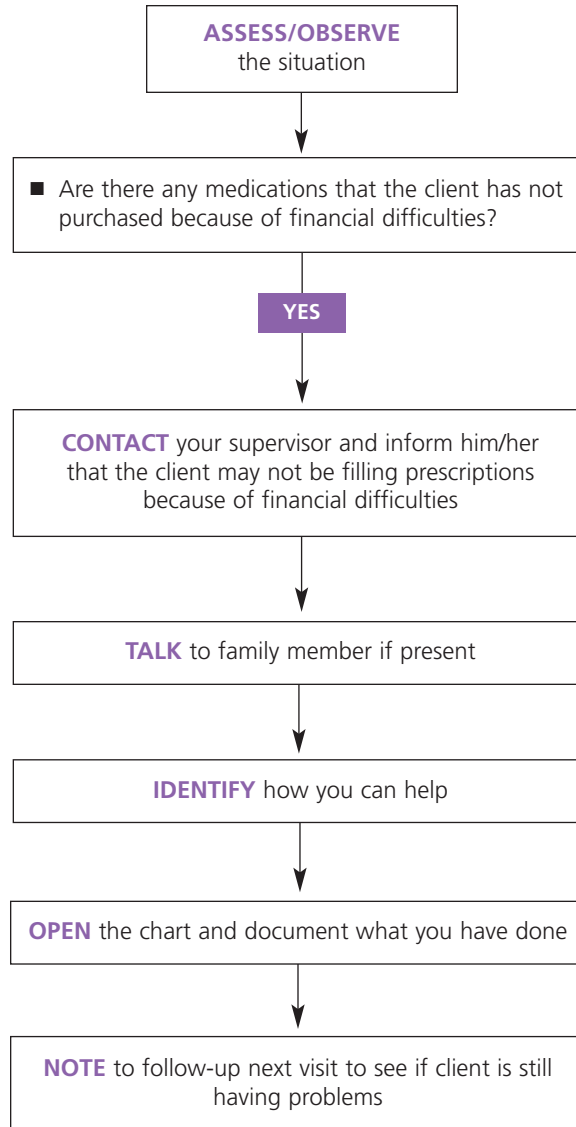 ASSESS/OBSERVE
the situation
■ Are there any medications that the client has not
purchased because of financial difficulties?
YES
CONTACT your supervisor and inform him/her
that the client may not be filling prescriptions
because of financial difficulties
TALK to family member if present
IDENTIFY how you can help
OPEN the chart and document what you have done
NOTE to follow-up next visit to see if client is still
having problems